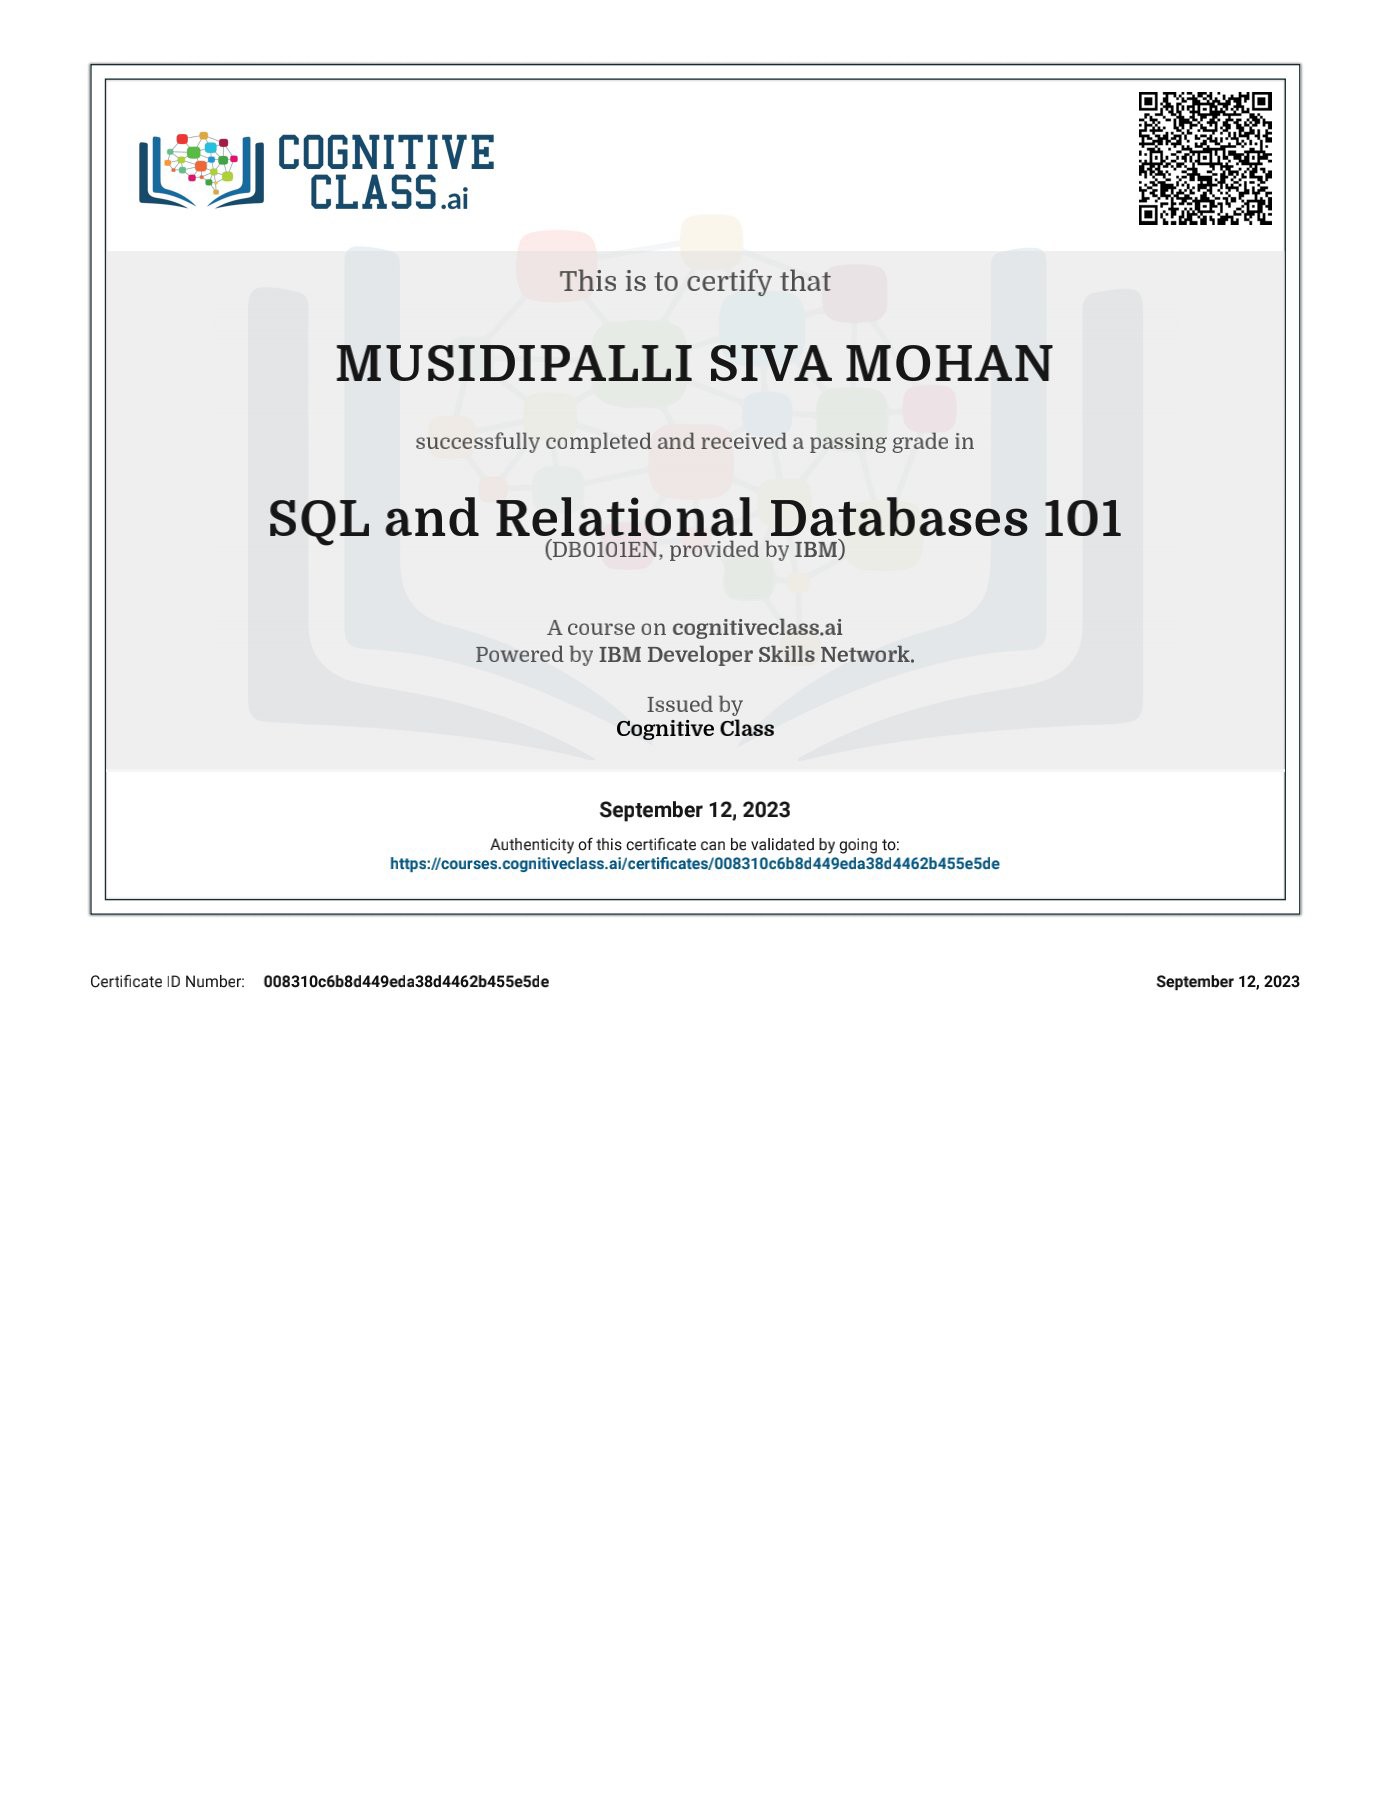 COGNITIVE
CLASS.ai
This is to certify that
MUSIDIPALLI SIVA MOHAN
successfully completed and received a passing grade in
SQL and Relational Databases 101
(DB0101EN, provided by IBM)
A course on cognitiveclass.ai
Powered by IBM Developer Skills Network.
Issued by
Cognitive Class
September 12, 2023
Authenticity of this certificate can be validated by going to:
https://courses.cognitiveclass.ai/certificates/008310c6b8d449eda38d4462b455e5de
Certificate ID Number: 008310c6b8d449eda38d4462b455e5de
September 12, 2023